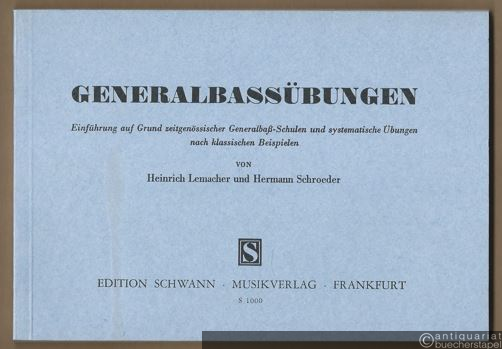 GENERALBASSÜBUNGEN
Einführung auf Grund zeitgenössischer Generalbaß-Schulen und systematische Übungen
nach klassischen Beispielen
VON
Heinrich Lemacher und Hermann Schroeder
S
EDITION SCHWANN · MUSIKVERLAG · FRANKFURT
S 1000
©antiquariat
buecherstapel